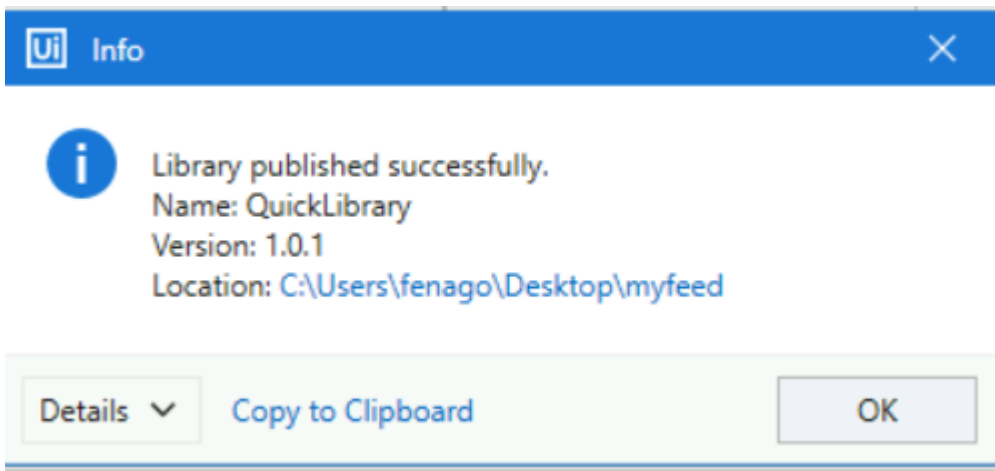 Ui Info
Library published successfully.
Name: QuickLibrary
Version: 1.0.1
Location: C:\Users\fenago\Desktop\myfeed
Details Copy to Clipboard OK